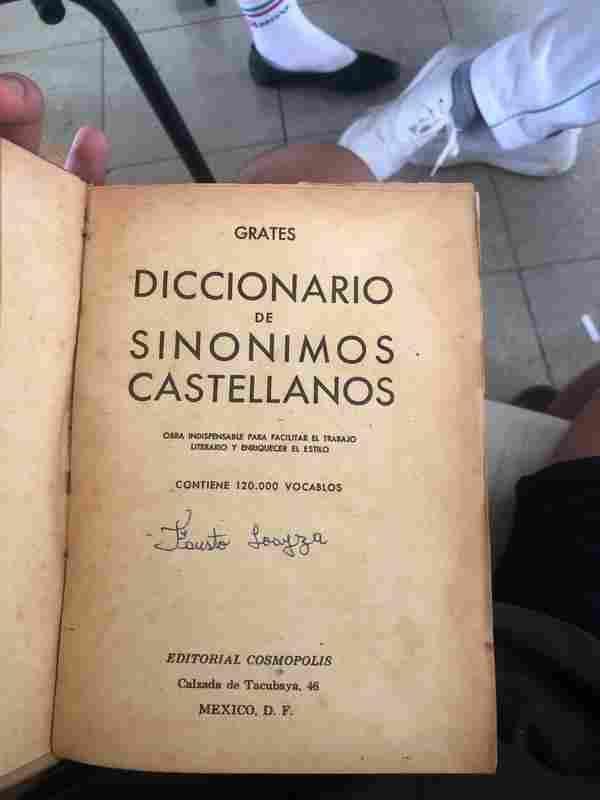 GRATES
DICCIONARIO
DE
SINONIMOS
CASTELLANOS
OBRA INDISPENSABLE PARA FACILITAR EL TRABAJO
LITERARIO Y ENRIQUECER EL ESTILO
CONTIENE 120.000 VOCABLOS
Fausto Loayza
EDITORIAL COSMOPOLIS
Calzada de Tacubaya, 46
MEXICO, D. F.